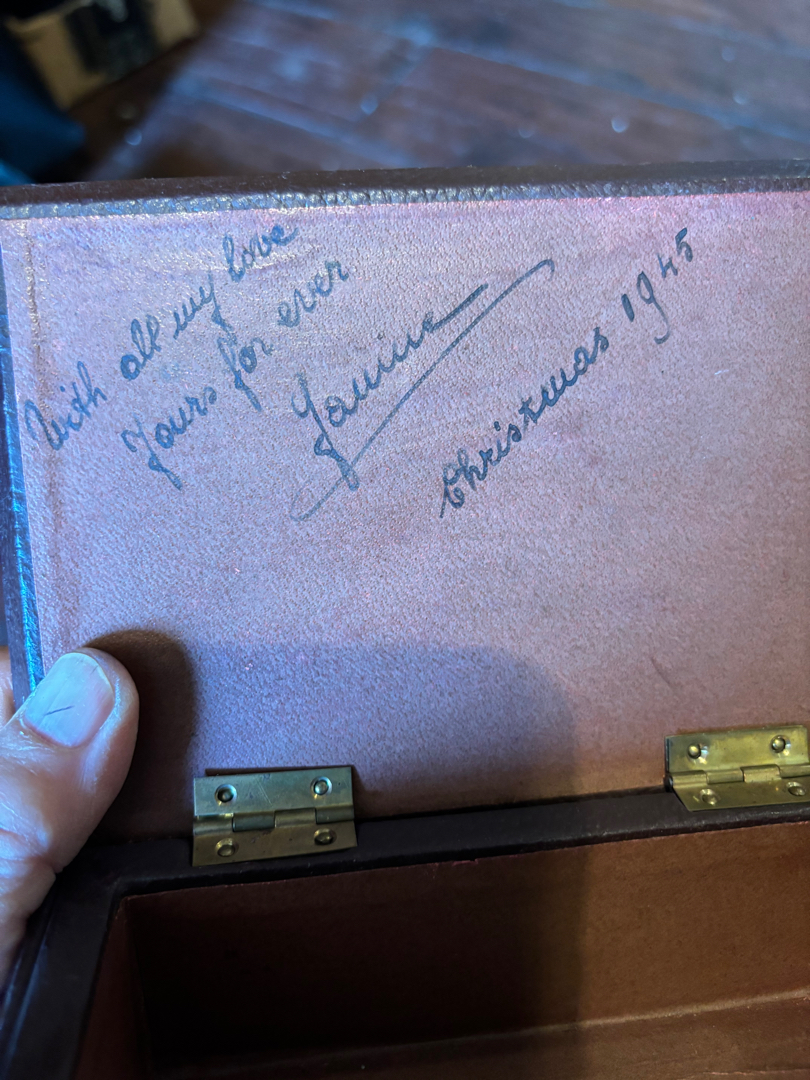 With all my love
Yours for ever
Janina
Christmas 1945